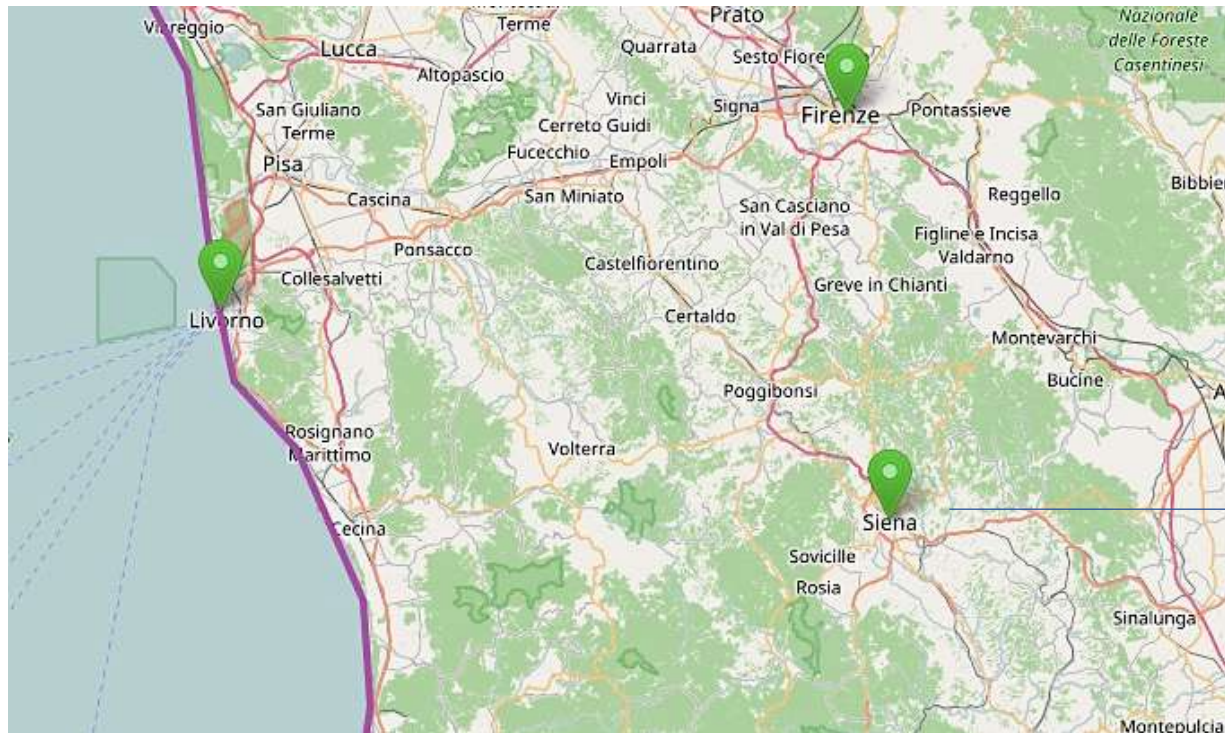 Viareggio
Lucca
Altopascio
Terme
Quarrata
Prato
Sesto Fiorentino
Nazionale
delle Foreste
Casentinesi
San Giuliano
Terme
Vinci
Cerreto Guidi
Fucecchio
Signa
Firenze
Pontassieve
Pisa
Cascina
San Miniato
Empoli
San Casciano
in Val di Pesa
Reggello
Bibbie
Ponsacco
Collesalvetti
Castelfiorentino
Figline e Incisa
Valdarno
Greve in Chianti
Livorno
Certaldo
Montevarchi
Bucine
A
Poggibonsi
Rosignano
Marittimo
Volterra
Cecina
Siena
Sovicille
Rosia
Sinalunga
Montepulcia